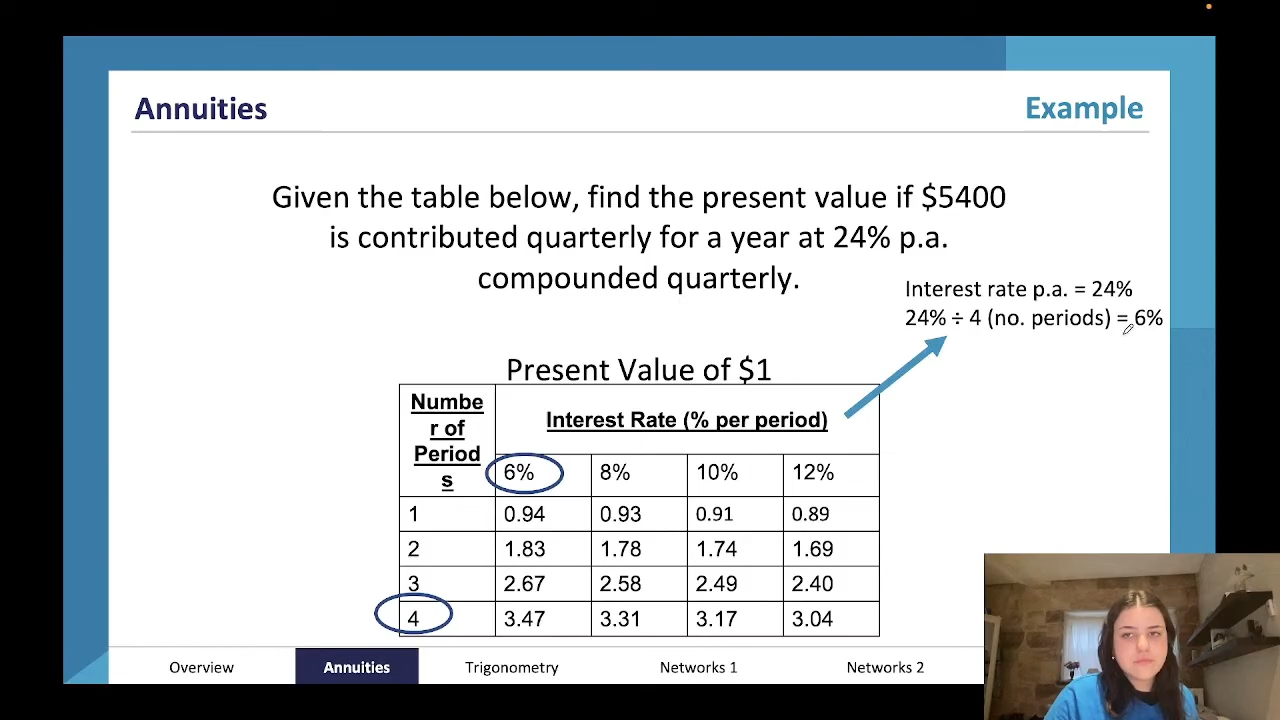 Annuities
Example
Given the table below, find the present value if $5400
is contributed quarterly for a year at 24% p.a.
compounded quarterly.
Interest rate p.a. = 24%
24% ÷ 4 (no. periods) = 6%
Present Value of $1
Numbe
r of
Period
s
Interest Rate (% per period)
6% 8% 10% 12%
1 0.94 0.93 0.91 0.89
2 1.83 1.78 1.74 1.69
3 2.67 2.58 2.49 2.40
4 3.47 3.31 3.17 3.04
Overview Annuities Trigonometry Networks 1 Networks 2